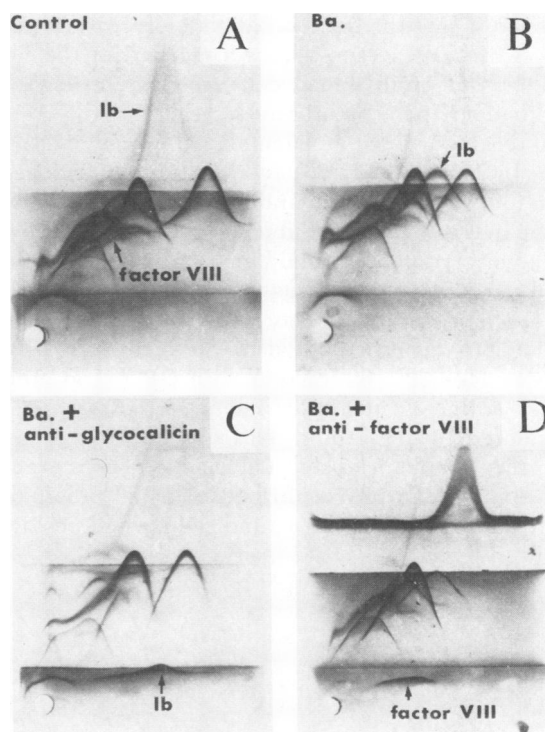 Control
A
Ib
factor VIII
Ba.
B
Ib
Ba. +
anti-glycocalicin
C
Ib
Ba. +
anti-factor VIII
D
factor VIII